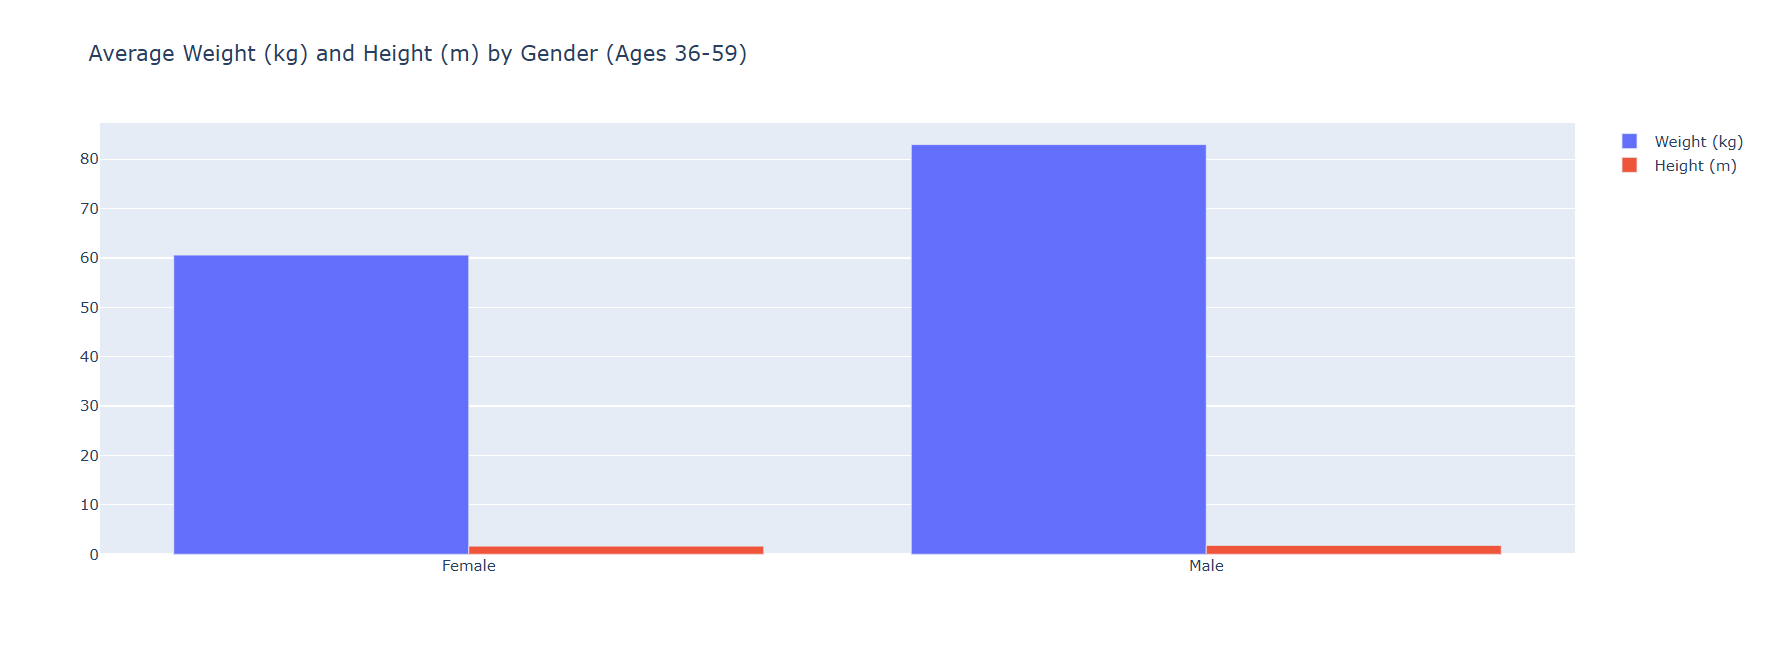 Average Weight (kg) and Height (m) by Gender (Ages 36-59)
Weight (kg)
Height (m)
80
70
60
50
40
30
20
10
0
Female
Male